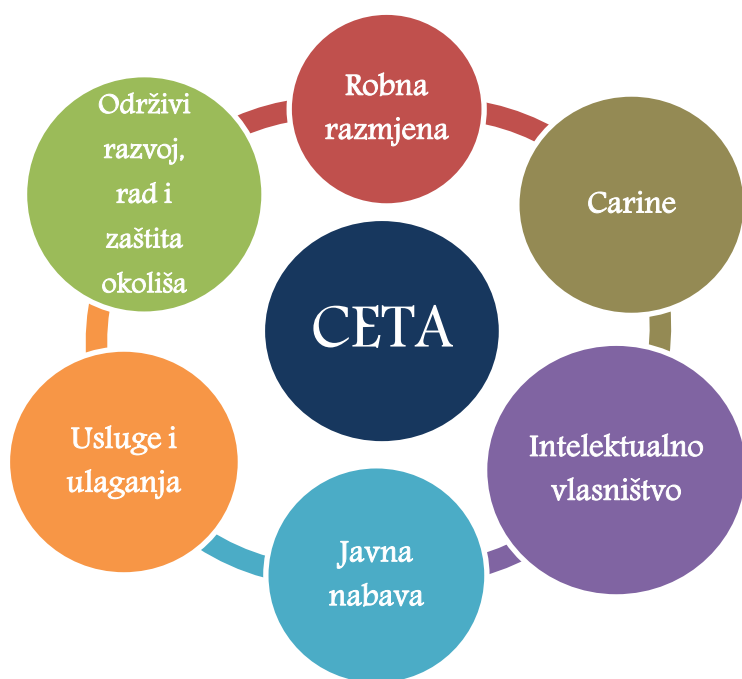 Robna
razmjena
Carine
Intelektualno
vlasništvo
Javna
nabava
Usluge i
ulaganja
Održivi
razvoj,
rad i
zaštita
okoliša
CETA